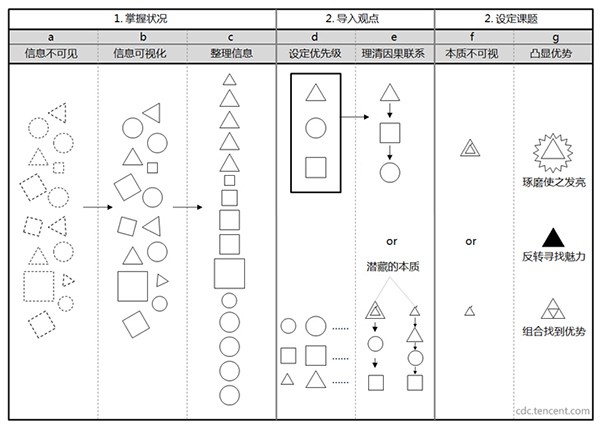 1. 掌握状况
2. 导入观点
2. 设定课题
a
b
c
d
e
f
g
信息不可见
信息可视化
整理信息
设定优先级
理清因果联系
本质不可视
凸显优势
琢磨使之发亮
or
or
反转寻找魅力
潜藏的本质
组合找到优势
......
......
......
cdc.tencent.com